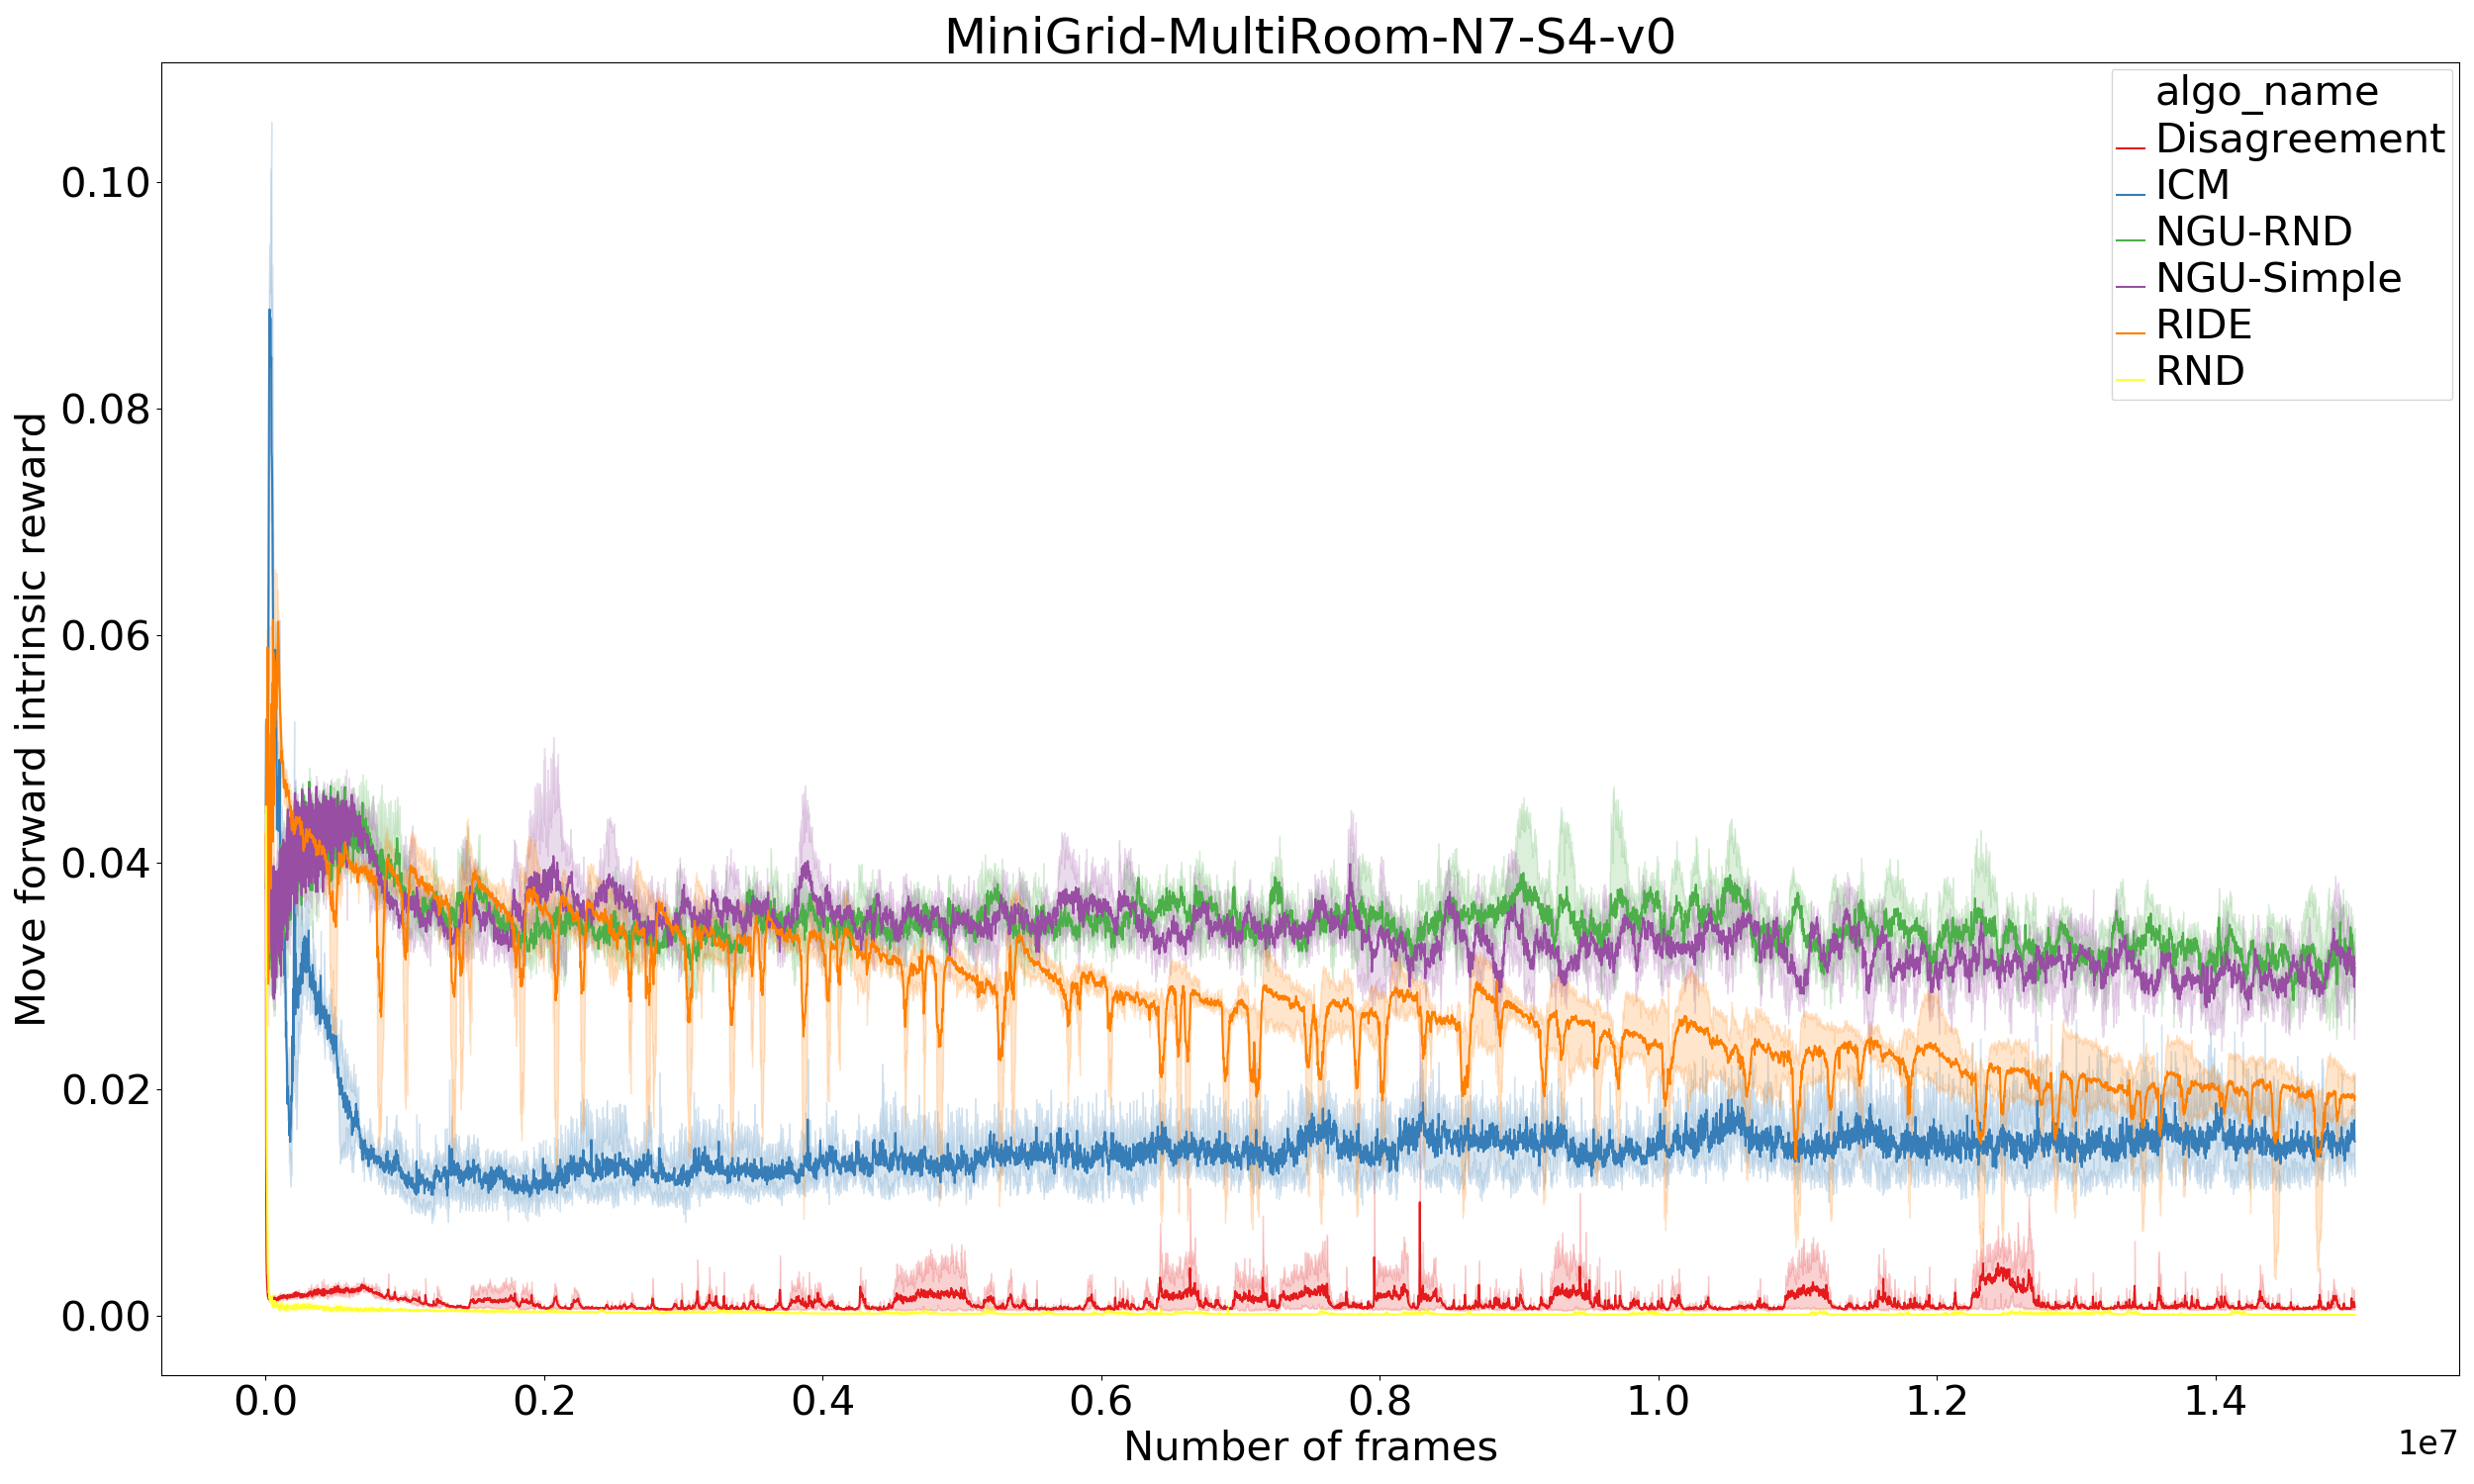 MiniGrid-MultiRoom-N7-S4-v0
algo_name
Disagreement
ICM
NGU-RND
NGU-Simple
RIDE
RND
Move forward intrinsic reward
0.10
0.08
0.06
0.04
0.02
0.00
0.0 0.2 0.4 0.6 0.8 1.0 1.2 1.4
1e7
Number of frames